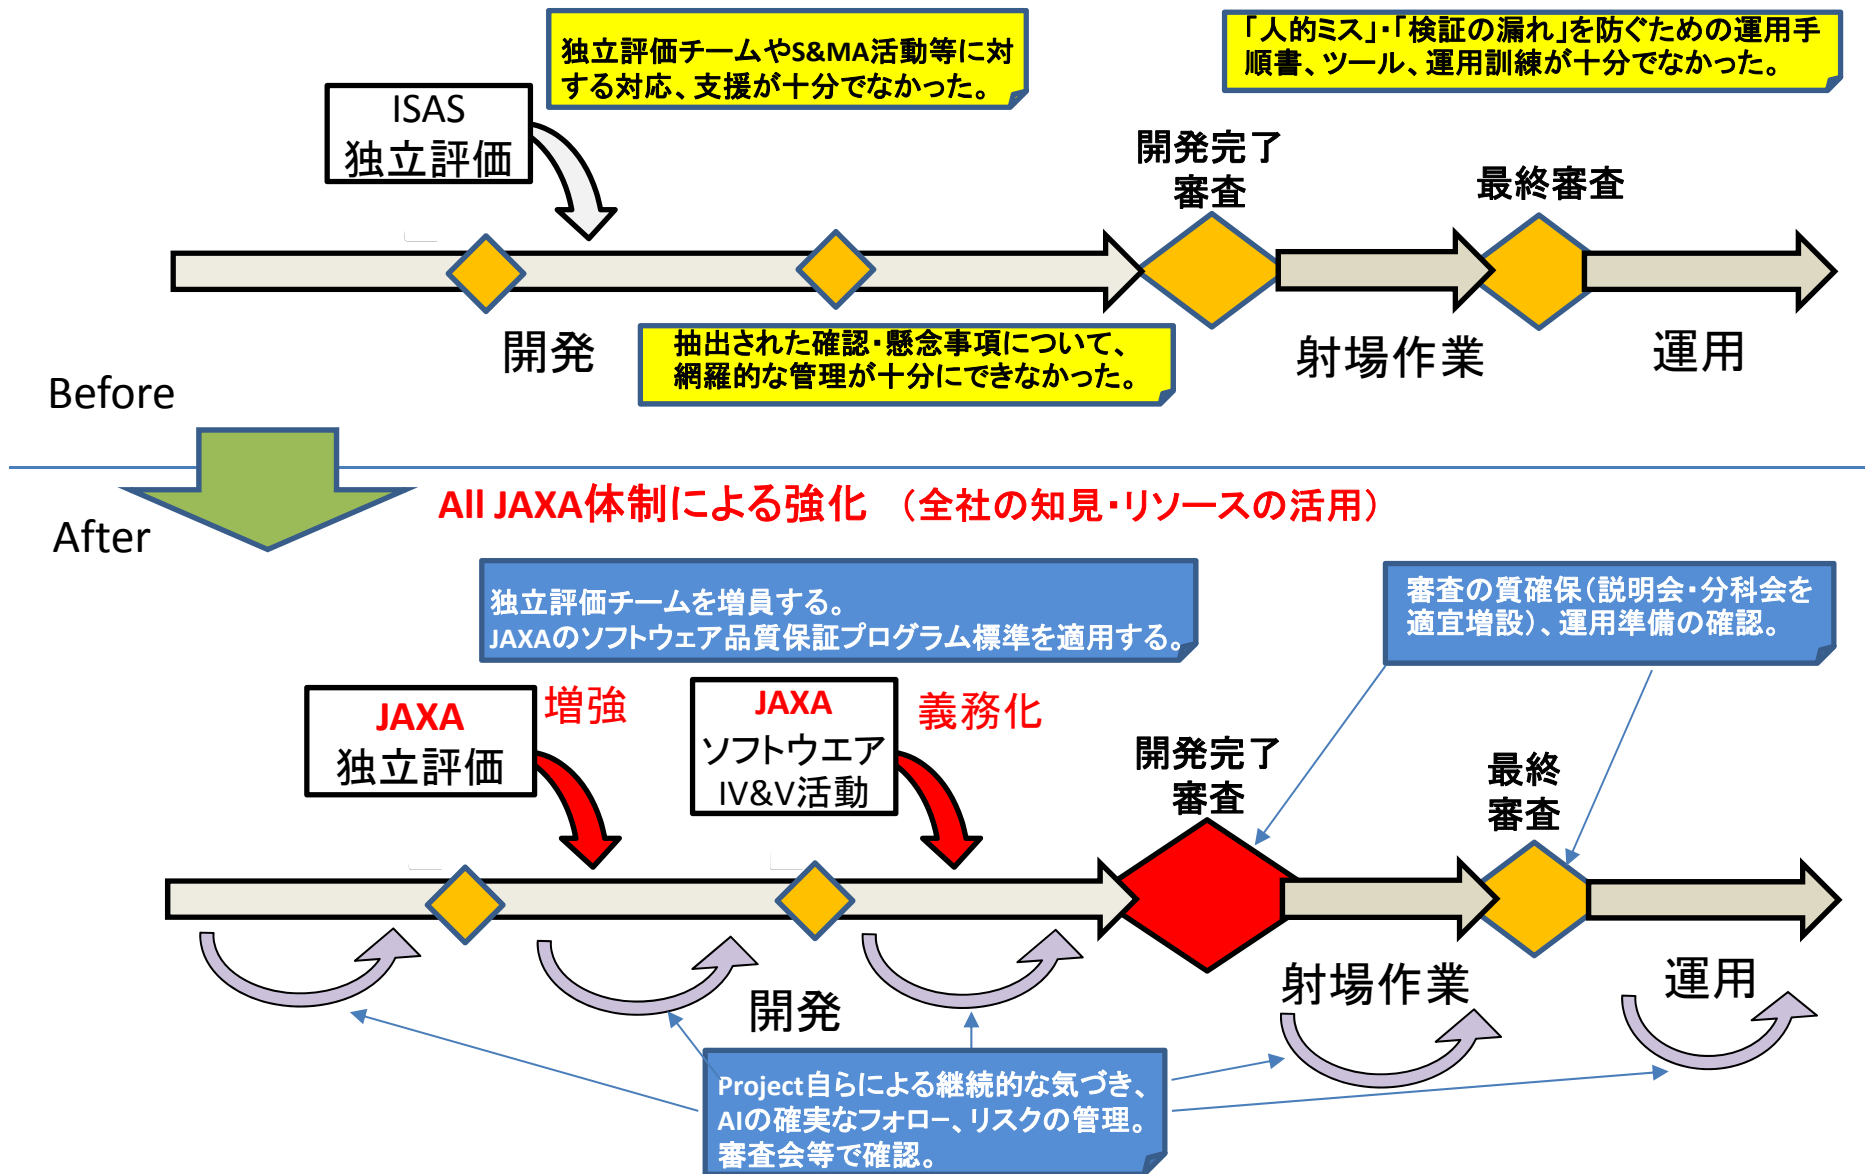 独立評価チームやS&MA活動等に対
する対応、支援が十分でなかった。
「人的ミス」・「検証の漏れ」を防ぐための運用手
順書、ツール、運用訓練が十分でなかった。
ISAS
独立評価
開発完了
審査
最終審査
開発
抽出された確認・懸念事項について、
網羅的な管理が十分にできなかった。
射場作業
運用
Before
After
All JAXA体制による強化 （全社の知見・リソースの活用）
独立評価チームを増員する。
JAXAのソフトウェア品質保証プログラム標準を適用する。
審査の質確保（説明会・分科会を
適宜増設）、運用準備の確認。
JAXA
独立評価
増強
JAXA
ソフトウエア
IV&V活動
義務化
開発完了
審査
最終
審査
開発
射場作業
運用
Project自らによる継続的な気づき、
AIの確実なフォロー、リスクの管理。
審査会等で確認。